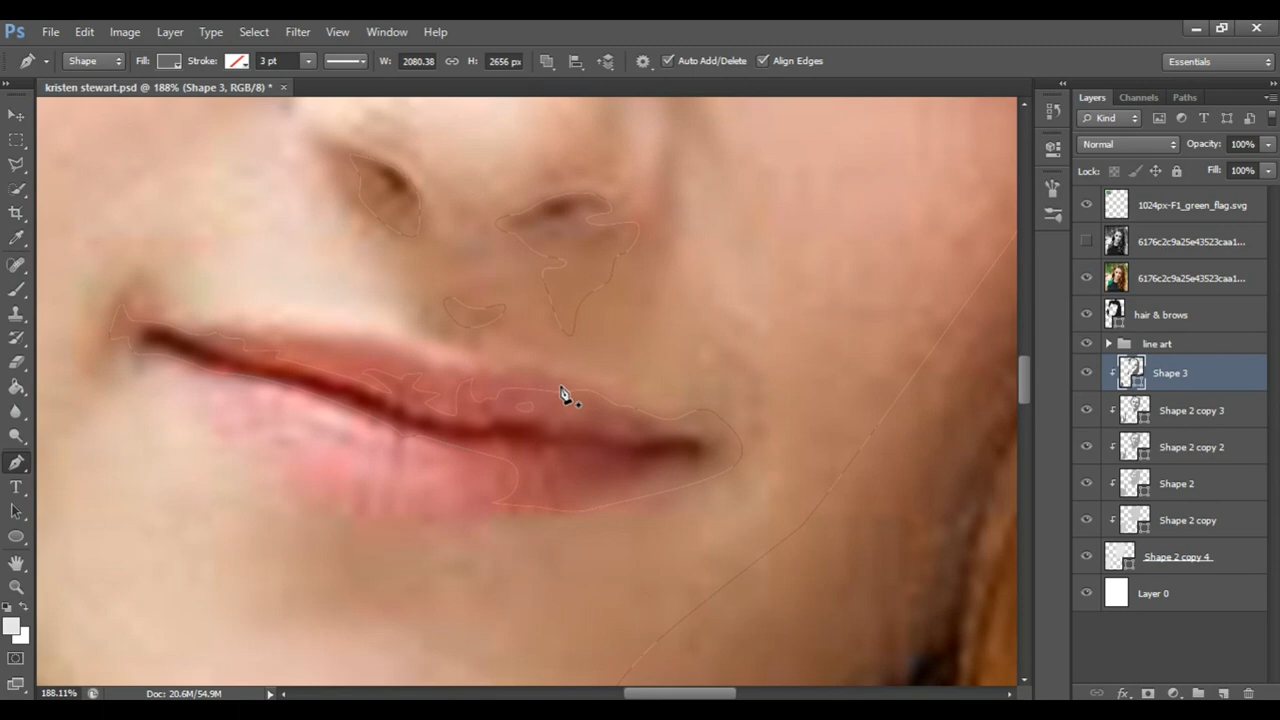 Ps File Edit Image Layer Type Select Filter View Window Help
Shape Fill: Stroke: 3 pt W: 2080.38 H: 2656 px Auto Add/Delete Align Edges Essentials
kristen stewart.psd @ 188% (Shape 3, RGB/8) * ×
Layers Channels Paths
Kind
Normal Opacity: 100%
Lock: Fill: 100%
1024px-F1_green_flag.svg
6176c2c9a25e43523caa1...
6176c2c9a25e43523caa1...
hair & brows
line art
Shape 3
Shape 2 copy 3
Shape 2 copy 2
Shape 2
Shape 2 copy
Shape 2 copy 4
Layer 0
188.11% Doc: 20.6M/54.9M